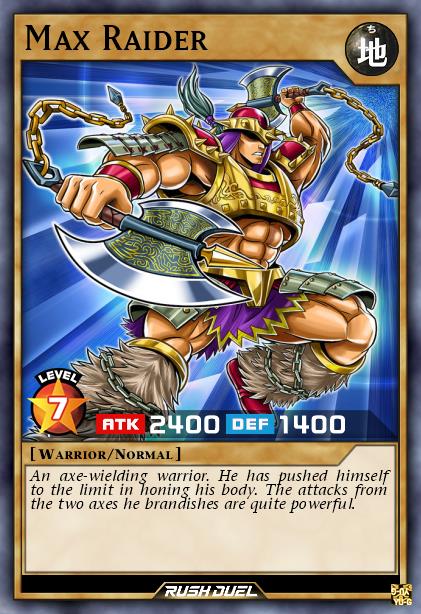 Max Raider
ち
地
LEVEL
7
ATK 2400 DEF 1400
[Warrior/Normal]
An axe-wielding warrior. He has pushed himself
to the limit in honing his body. The attacks from
the two axes he brandishes are quite powerful.
RUSH DUEL